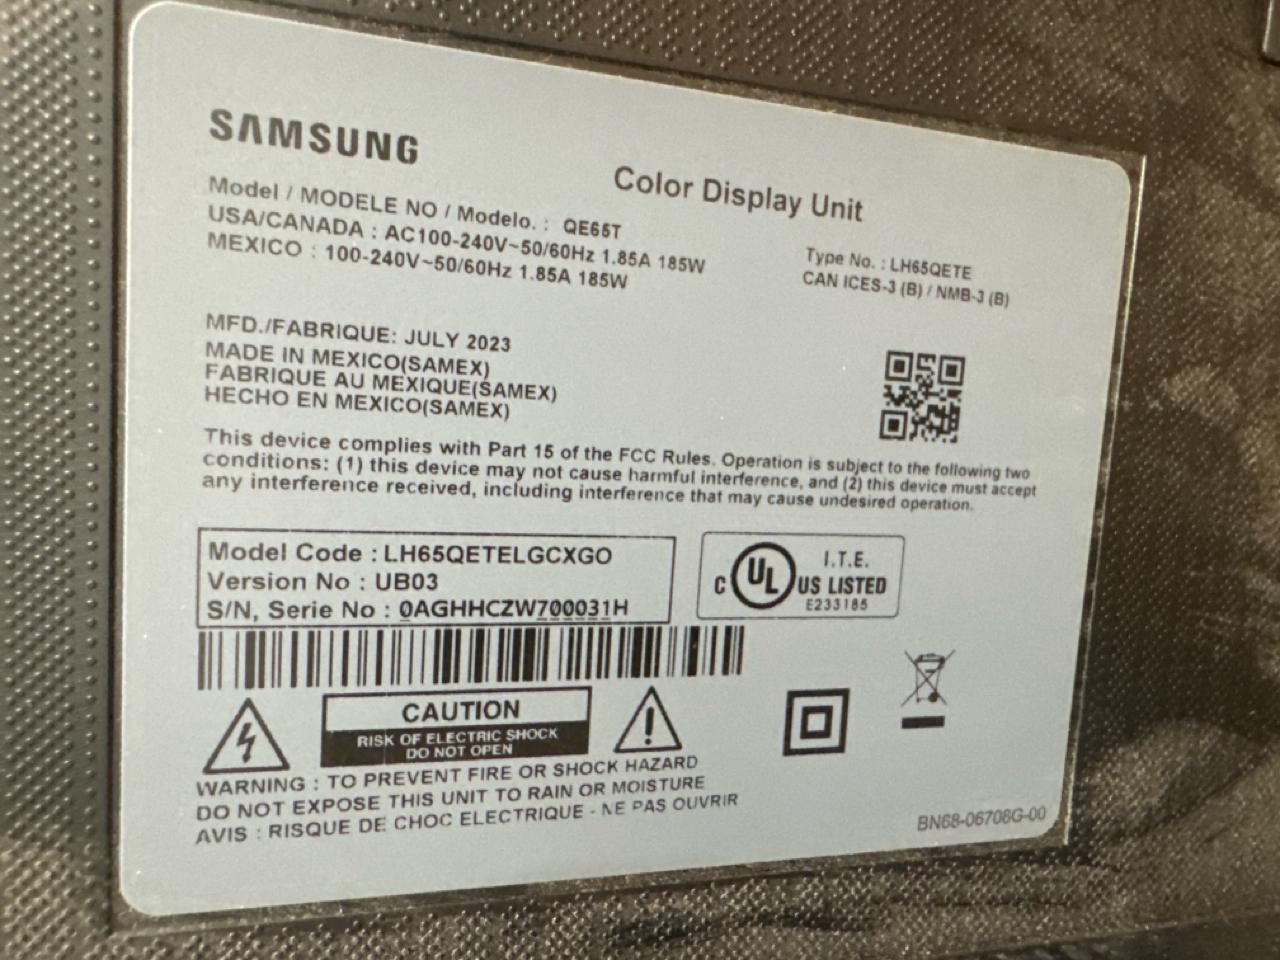 SAMSUNG
Color Display Unit
Model / MODELE NO / Modelo. : QE65T
USA/CANADA : AC100-240V~50/60Hz 1.85A 185W
MEXICO : 100-240V~50/60Hz 1.85A 185W
Type No. : LH65QETE
CAN ICES-3 (B) / NMB-3 (B)
MFD./FABRIQUE: JULY 2023
MADE IN MEXICO(SAMEX)
FABRIQUE AU MEXIQUE(SAMEX)
HECHO EN MEXICO(SAMEX)
This device complies with Part 15 of the FCC Rules. Operation is subject to the following two
conditions: (1) this device may not cause harmful interference, and (2) this device must accept
any interference received, including interference that may cause undesired operation.
Model Code : LH65QETELGCXGO
Version No : UB03
S/N, Serie No : 0AGHHCZW700031H
C UL US LISTED
I.T.E.
E233185
CAUTION
RISK OF ELECTRIC SHOCK
DO NOT OPEN
WARNING : TO PREVENT FIRE OR SHOCK HAZARD
DO NOT EXPOSE THIS UNIT TO RAIN OR MOISTURE
AVIS : RISQUE DE CHOC ELECTRIQUE - NE PAS OUVRIR
BN68-06708G-00